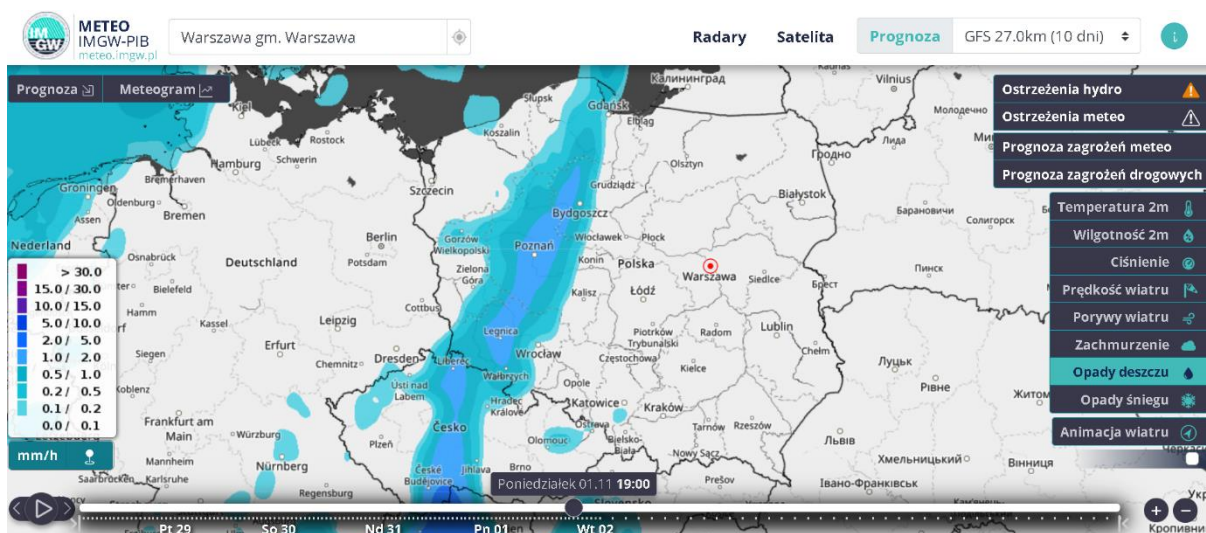 METEO
IMGW-PIB
meteo.imgw.pl
IM
GW
Warszawa gm. Warszawa
Radary
Satelita
Prognoza
GFS 27.0km (10 dni)
Prognoza
Meteogram
Ostrzeżenia hydro
Ostrzeżenia meteo
Prognoza zagrożeń meteo
Prognoza zagrożeń drogowych
Temperatura 2m
Wilgotność 2m
Ciśnienie
Prędkość wiatru
Porywy wiatru
Zachmurzenie
Opady deszczu
Opady śniegu
Animacja wiatru
> 30.0
15.0 / 30.0
10.0 / 15.0
5.0 / 10.0
2.0 / 5.0
1.0 / 2.0
0.5 / 1.0
0.2 / 0.5
0.1 / 0.2
0.0 / 0.1
mm/h
Калининград
Vilnius
Kiel
Słupsk
Gdańsk
Elbląg
Молодечно
Lübeck
Rostock
Koszalin
Лида
Гродно
Hamburg
Schwerin
Olsztyn
Szczecin
Grudziądz
Białystok
Groningen
Bremerhaven
Oldenburg
Assen
Bremen
Bydgoszcz
Барановичи
Солигорск
Nederland
Berlin
Gorzów
Wielkopolski
Poznań
Włocławek
Płock
Osnabrück
Deutschland
Potsdam
Zielona
Góra
Konin
Polska
Warszawa
Siedlce
Брест
Пинск
Bielefeld
Hamm
Cottbus
Kalisz
Łódź
Kassel
Leipzig
Legnica
Piotrków
Trybunalski
Radom
Lublin
Siegen
Erfurt
Chemnitz
Dresden
Liberec
Wrocław
Częstochowa
Kielce
Chełm
Луцьк
Рівне
Koblenz
Ústí nad
Labem
Wałbrzych
Opole
Житом
Hradec
Králové
Katowice
Kraków
Frankfurt am
Main
Würzburg
Česko
Ostrava
Tarnów
Rzeszów
Львів
Plzeň
Olomouc
Bielsko-
Biała
Nowy Sącz
Хмельницький
Вінниця
Mannheim
Nürnberg
Saarbrücken
Karlsruhe
České
Budějovice
Jihlava
Brno
Prešov
Івано-Франківськ
Regensburg
Slovensko
Poniedziałek 01.11 19:00
Pt 29
So 30
Nd 31
Pn 01
Wt 02
Укр
Кропивни